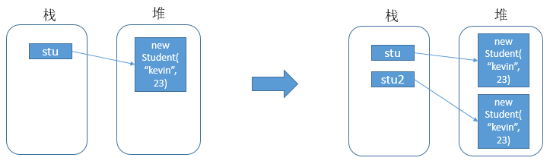 栈
堆
stu
new
Student(
“kevin”,
23)
栈
堆
stu
stu2
new
Student(
“kevin”,
23)
new
Student(
“kevin”,
23)